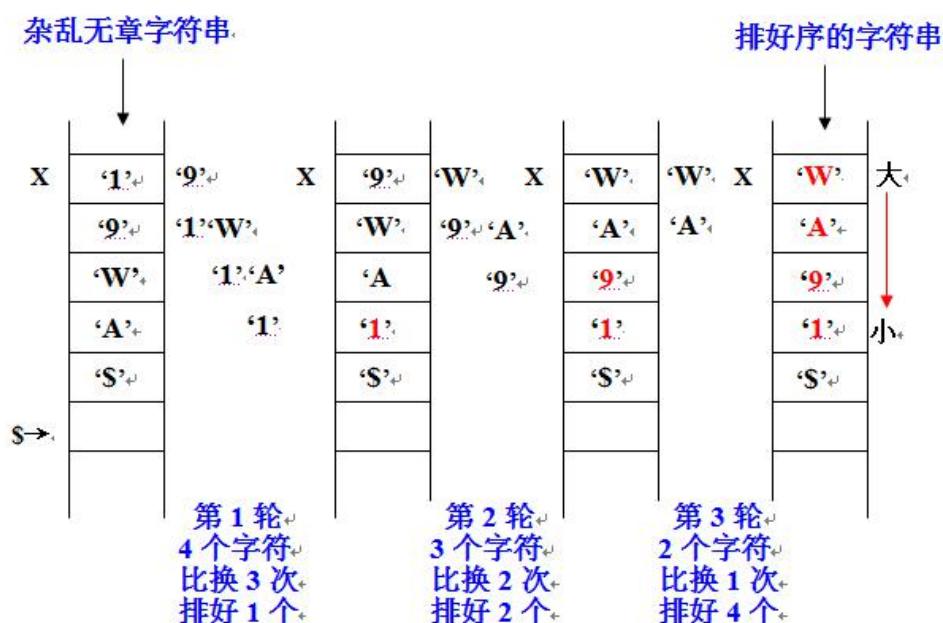 杂乱无章字符串
排好序的字符串
X ‘1’ ‘9’ X ‘9’ ‘W’ X ‘W’ ‘W’ X ‘W’ 大
‘9’ ‘1’‘W’ ‘W’ ‘9’ ‘A’ ‘A’ ‘A’ ‘A’
‘W’ ‘1’‘A’ ‘A ‘9’ ‘9’ ‘9’
‘A’ ‘1’ ‘1’ ‘1’ ‘1’ 小
‘$’ ‘$’ ‘$’ ‘$’
$→
第 1 轮 第 2 轮 第 3 轮
4 个字符 3 个字符 2 个字符
比换 3 次 比换 2 次 比换 1 次
排好 1 个 排好 2 个 排好 4 个